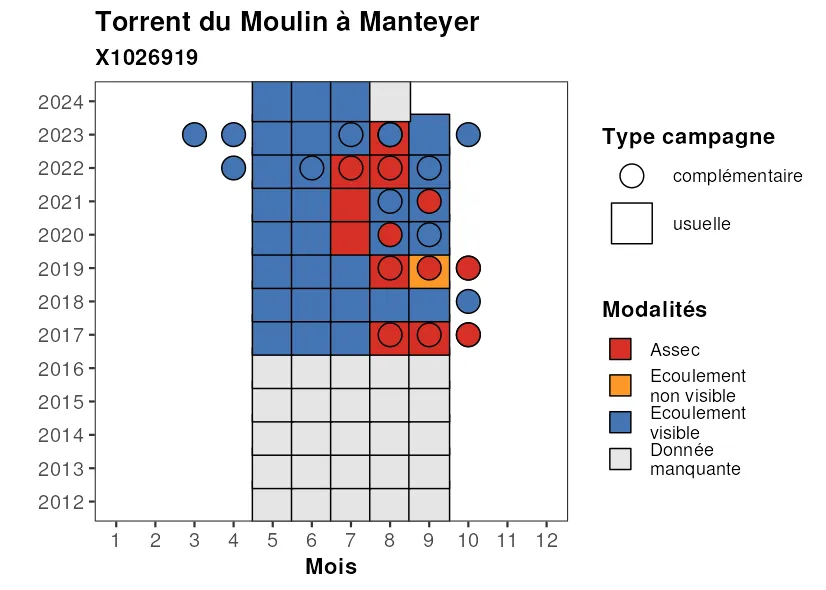 Torrent du Moulin à Manteyer
X1026919
2024
2023
2022
2021
2020
2019
2018
2017
2016
2015
2014
2013
2012
1 2 3 4 5 6 7 8 9 10 11 12
Mois
Type campagne
complémentaire
usuelle
Modalités
Assec
Ecoulement
non visible
Ecoulement
visible
Donnée
manquante